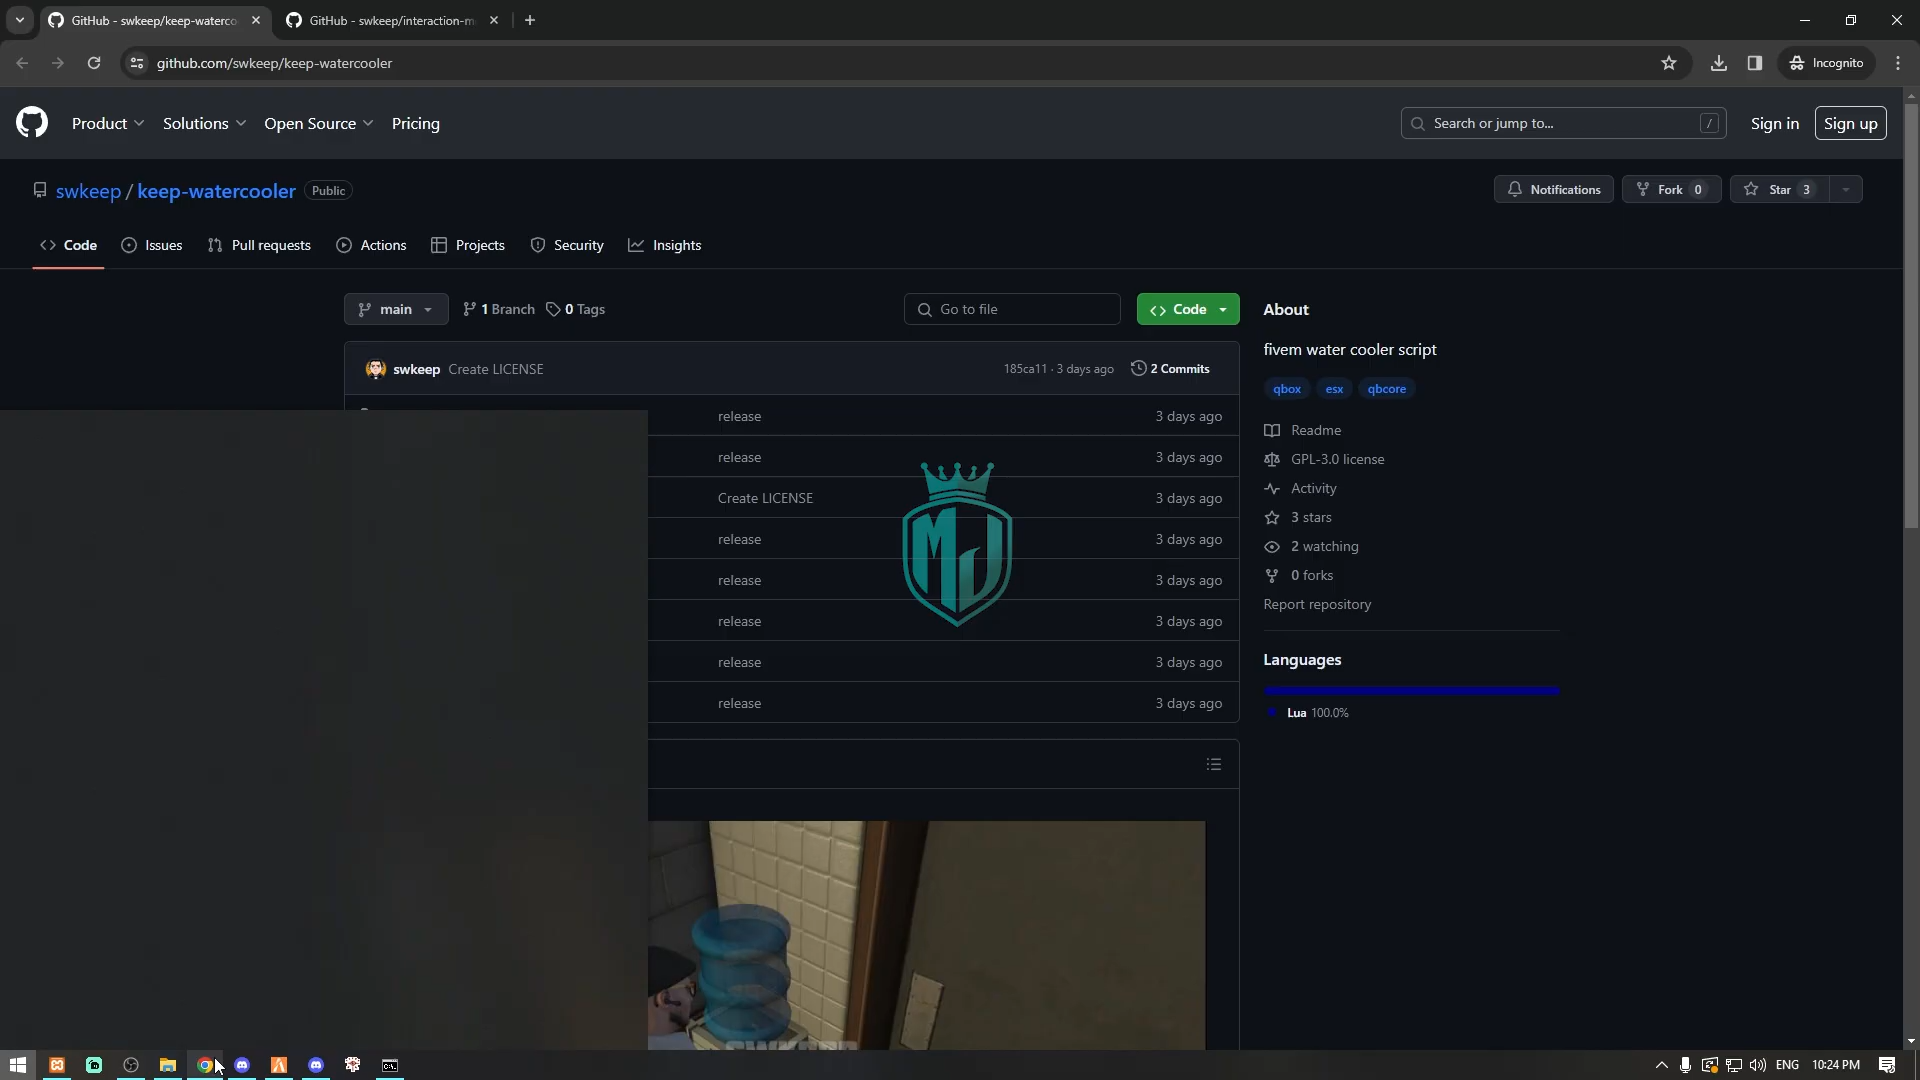 GitHub - swkeep/keep-waterco
GitHub - swkeep/interaction-m
github.com/swkeep/keep-watercooler
Incognito
Product
Solutions
Open Source
Pricing
Search or jump to...
/
Sign in
Sign up
swkeep / keep-watercooler
Public
Notifications
Fork 0
Star 3
Code
Issues
Pull requests
Actions
Projects
Security
Insights
main
1 Branch
0 Tags
Go to file
Code
About
fivem water cooler script
qbox
esx
qbcore
swkeep Create LICENSE
185ca11 · 3 days ago
2 Commits
release 3 days ago
release 3 days ago
Create LICENSE 3 days ago
release 3 days ago
release 3 days ago
release 3 days ago
release 3 days ago
release 3 days ago
Readme
GPL-3.0 license
Activity
3 stars
2 watching
0 forks
Report repository
Languages
Lua 100.0%
MJ
ENG
10:24 PM